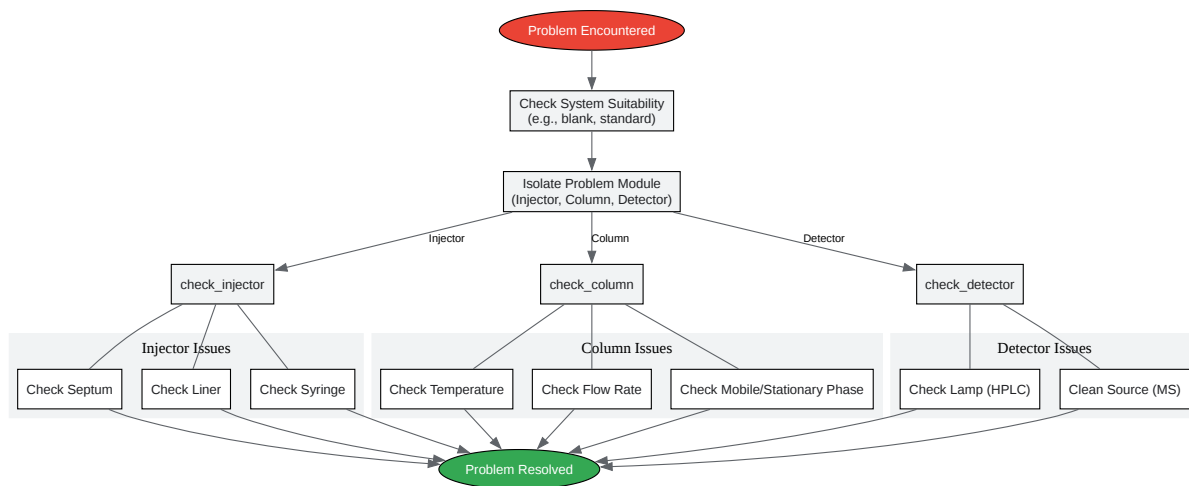 Problem Encountered
Check System Suitability
(e.g., blank, standard)
Isolate Problem Module
(Injector, Column, Detector)
Injector
Column
Detector
check_injector
check_column
check_detector
Injector Issues
Column Issues
Detector Issues
Check Septum
Check Liner
Check Syringe
Check Temperature
Check Flow Rate
Check Mobile/Stationary Phase
Check Lamp (HPLC)
Clean Source (MS)
Problem Resolved